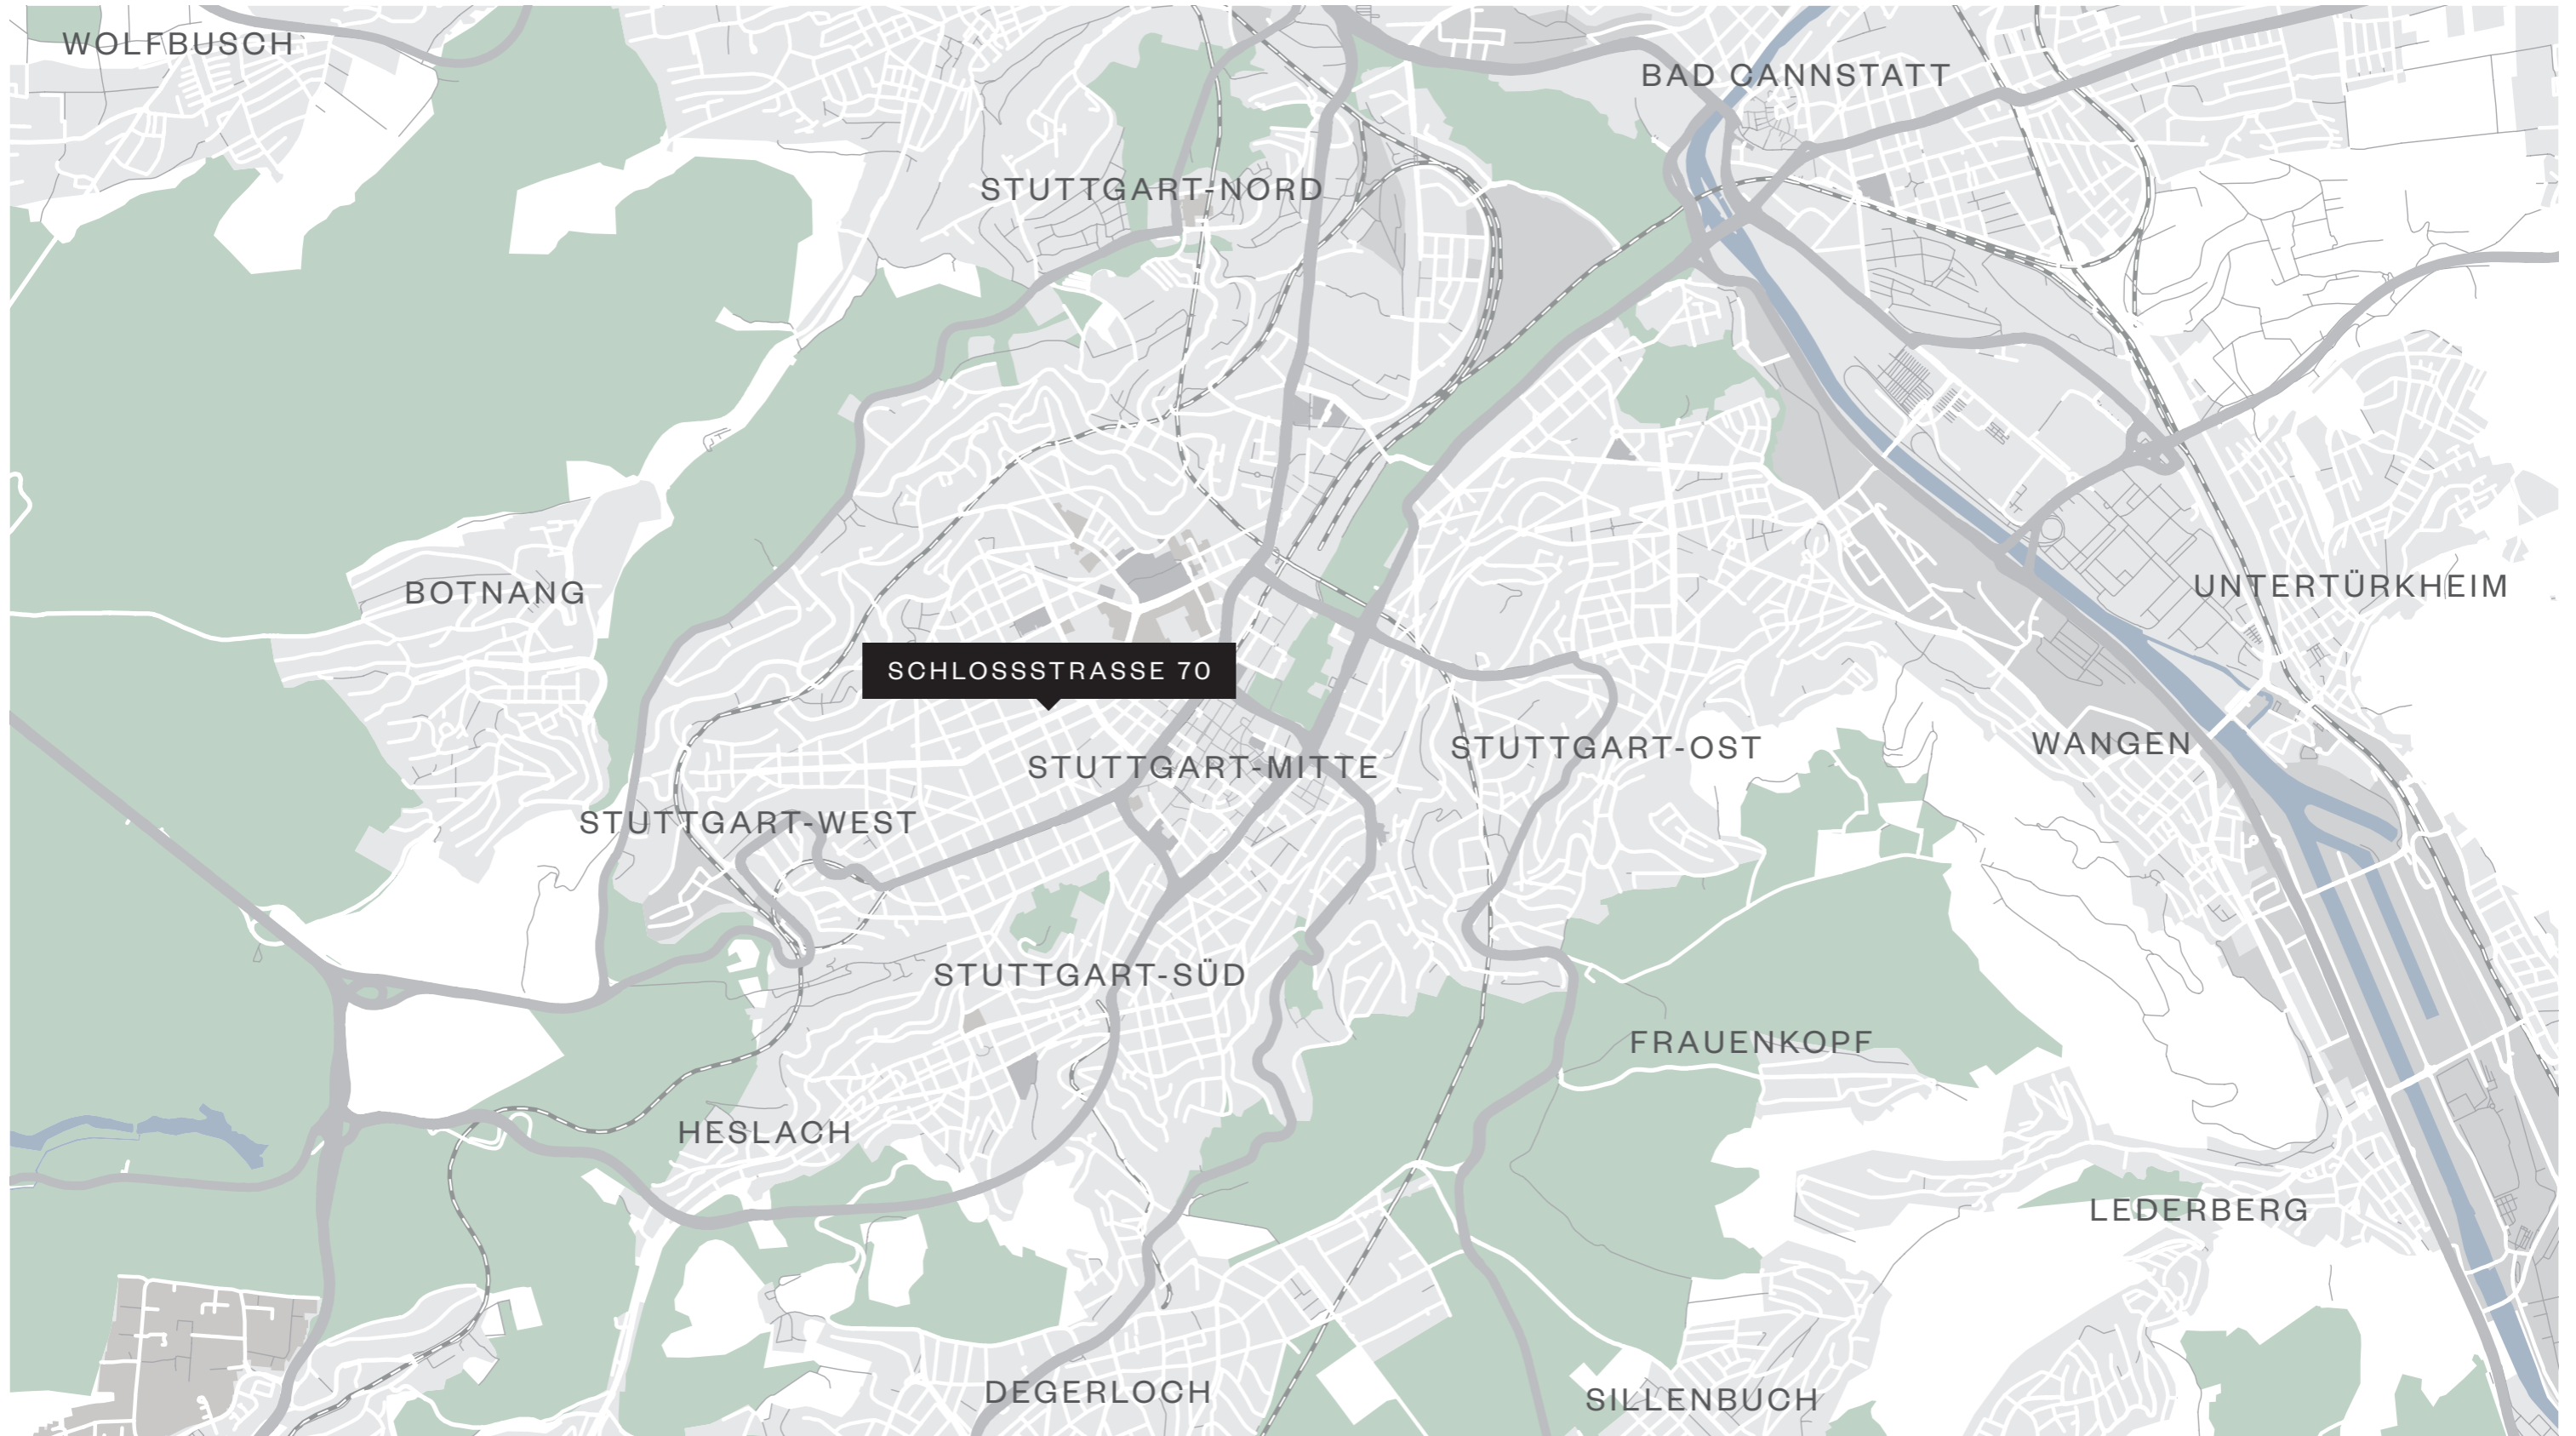 WOLFBUSCH
BAD CANNSTATT
STUTTGART-NORD
BOTNANG
UNTERTÜRKHEIM
SCHLOSSSTRASSE 70
WANGEN
STUTTGART-OST
STUTTGART-MITTE
STUTTGART-WEST
STUTTGART-SÜD
FRAUENKOPF
HESLACH
LEDERBERG
DEGERLOCH
SILLENBUCH